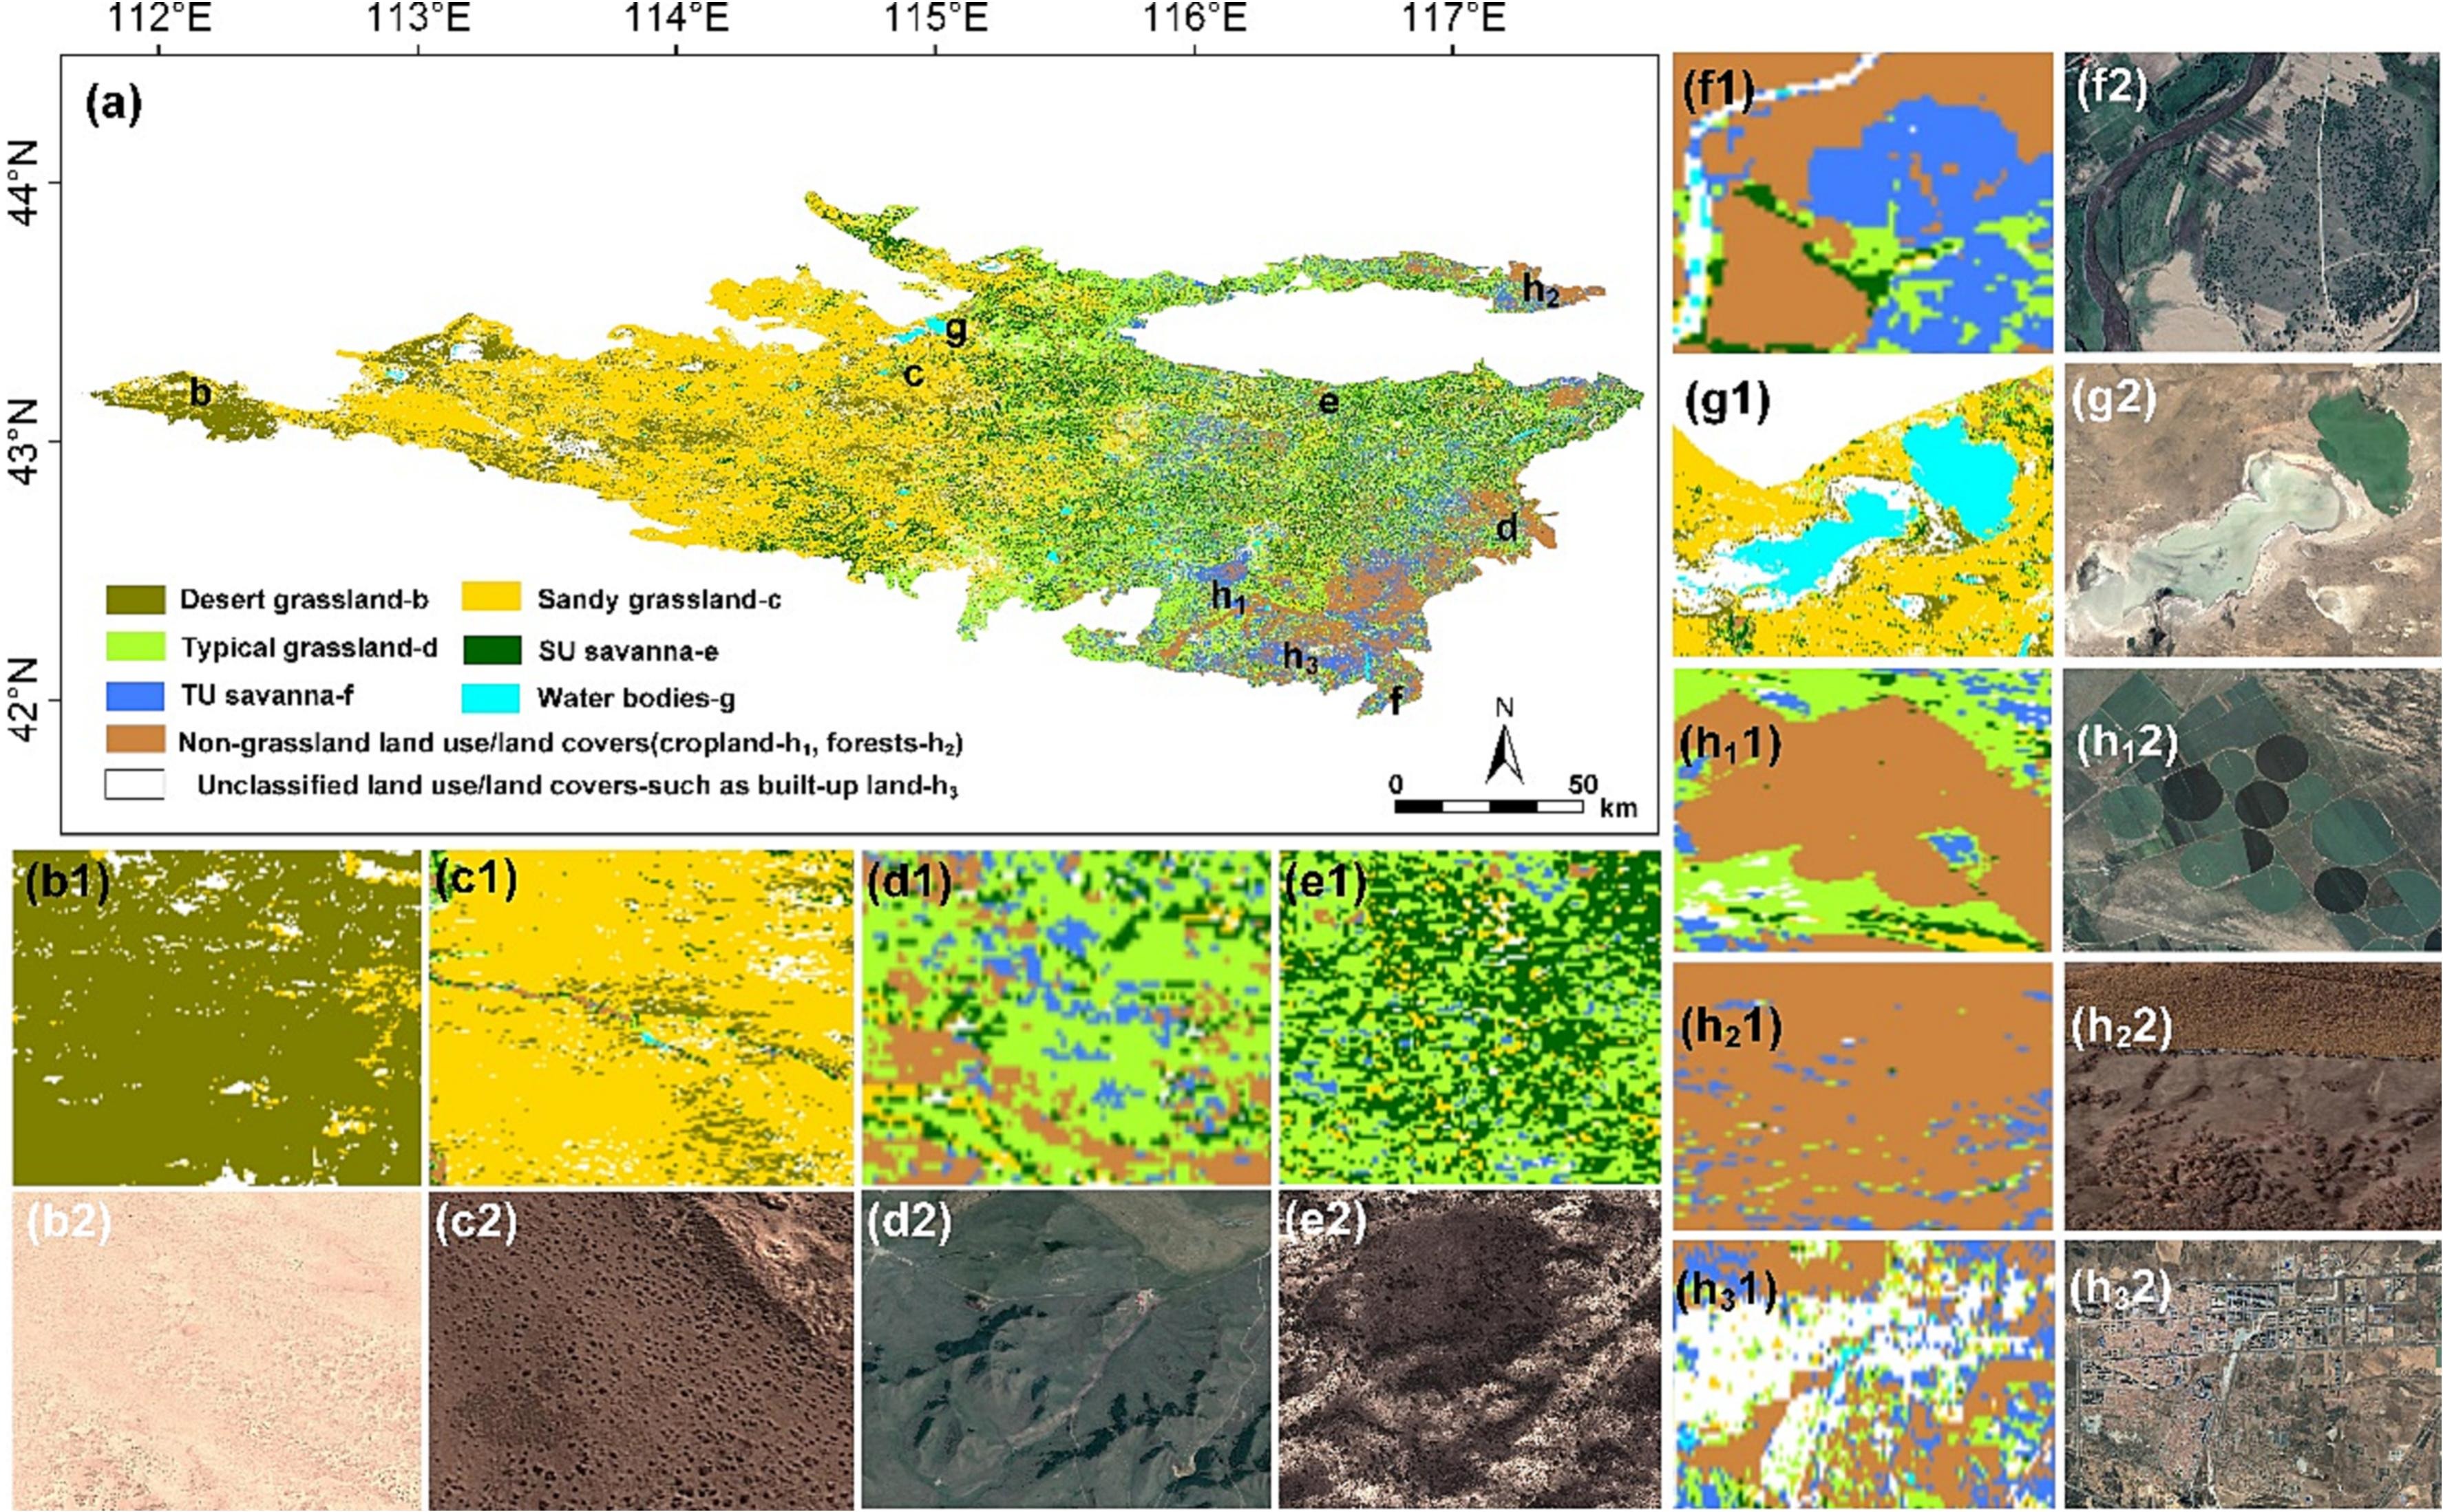 112°E 113°E 114°E 115°E 116°E 117°E
44°N
43°N
42°N
(a)
b
c
g
e
d
h₂
h₁
h₃
f
Desert grassland-b
Sandy grassland-c
Typical grassland-d
SU savanna-e
TU savanna-f
Water bodies-g
Non-grassland land use/land covers(cropland-h₁, forests-h₂)
Unclassified land use/land covers-such as built-up land-h₃
N
0 50
km
(f1) (f2)
(g1) (g2)
(h₁1) (h₁2)
(h₂1) (h₂2)
(h₃1) (h₃2)
(b1) (c1) (d1) (e1)
(b2) (c2) (d2) (e2)